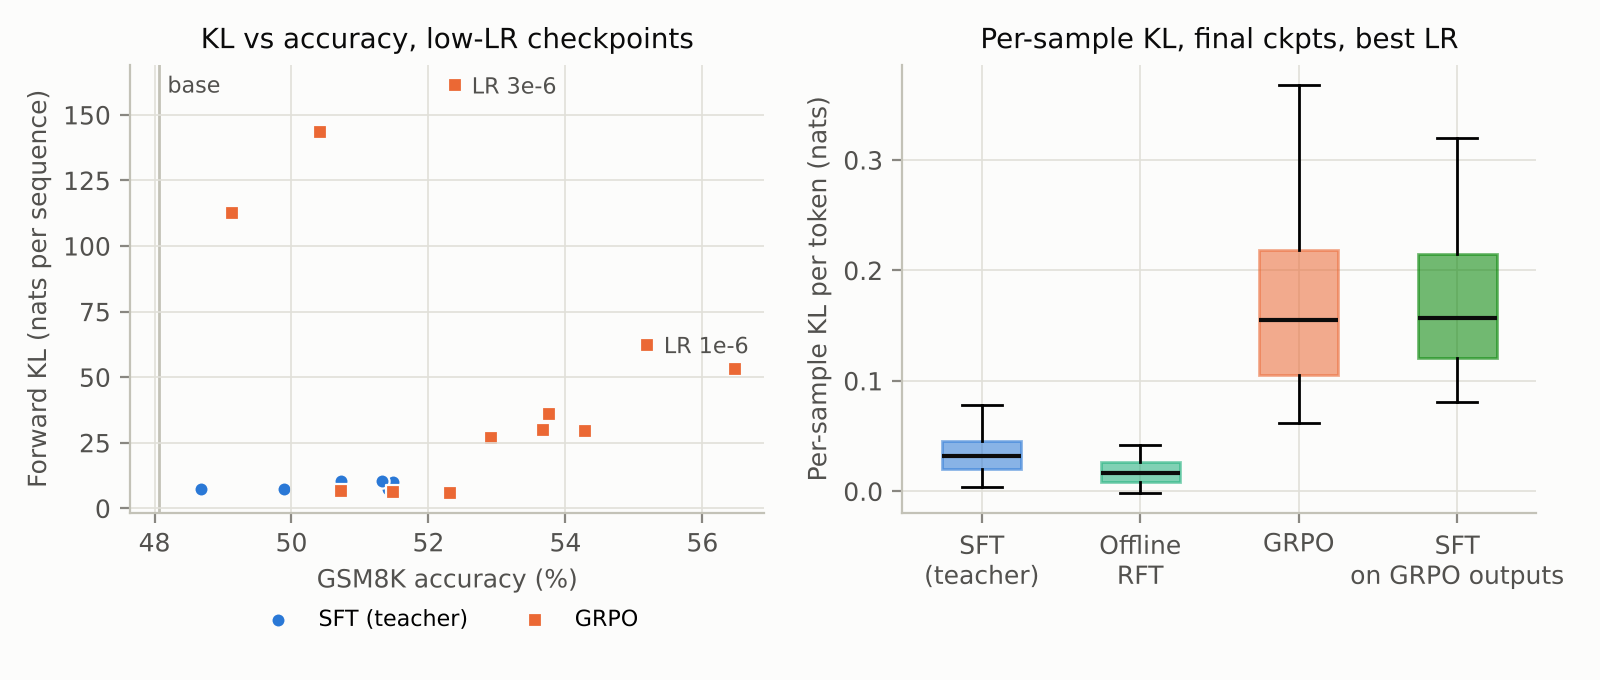 KL vs accuracy, low-LR checkpoints
Forward KL (nats per sequence)
150
125
100
75
50
25
0
base
LR 3e-6
LR 1e-6
48 50 52 54 56
GSM8K accuracy (%)
SFT (teacher) GRPO
Per-sample KL, final ckpts, best LR
Per-sample KL per token (nats)
0.3
0.2
0.1
0.0
SFT
(teacher)
Offline
RFT
GRPO
SFT
on GRPO outputs